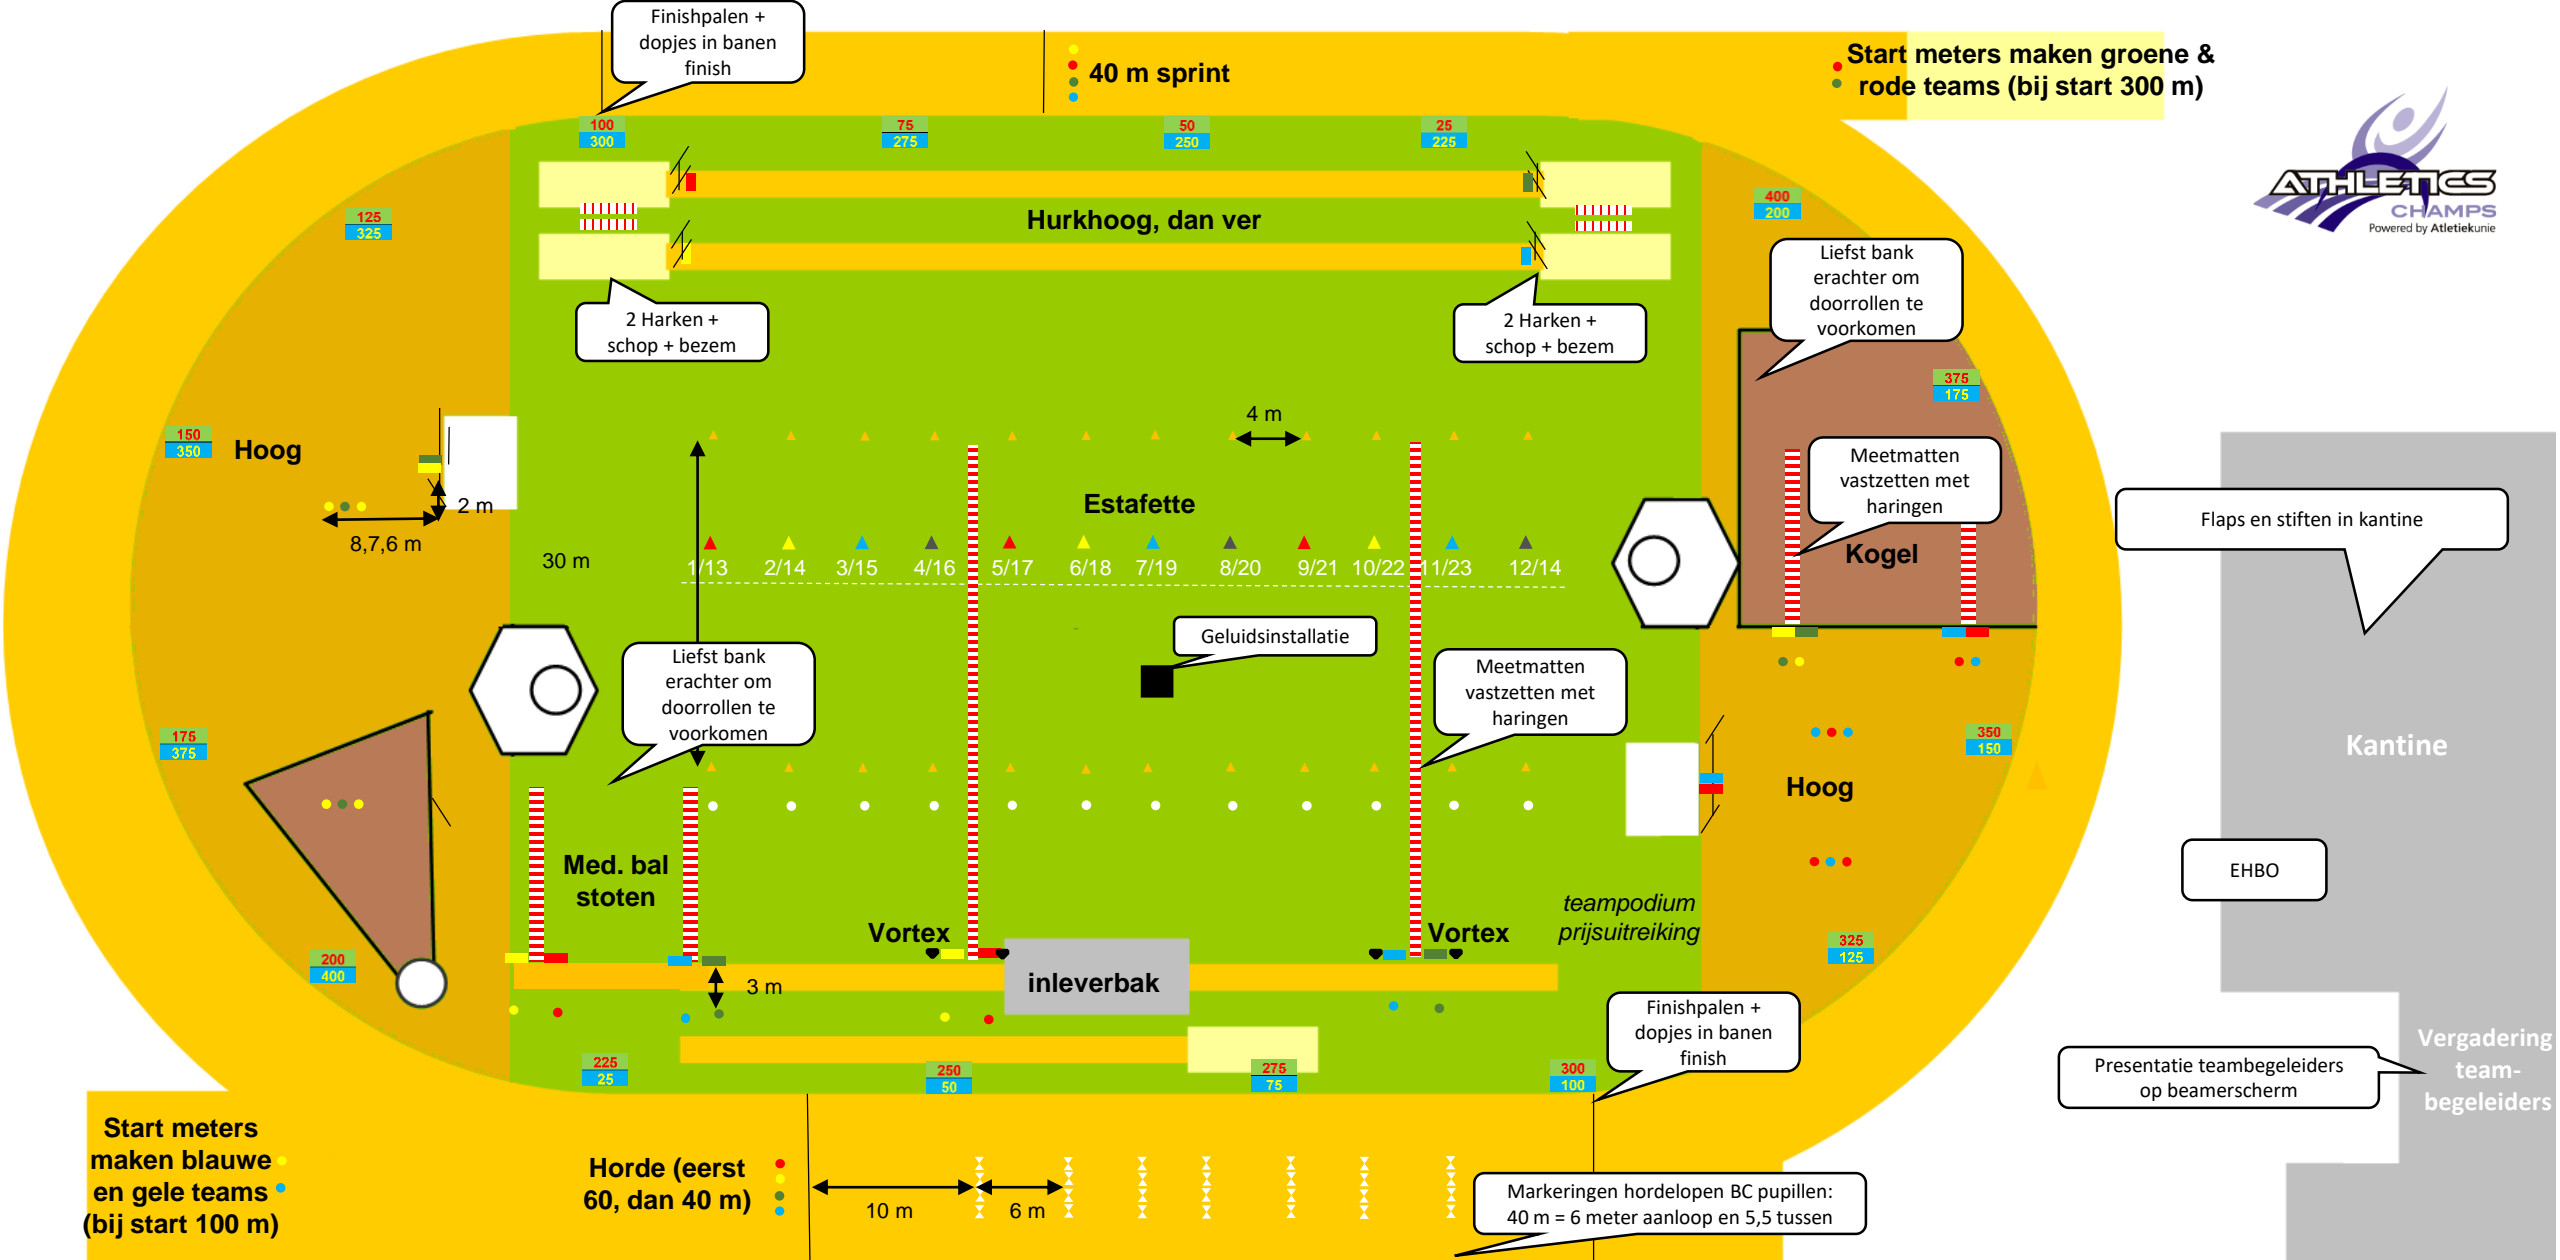 Finishpalen +
dopjes in banen
finish
40 m sprint
Start meters maken groene &
rode teams (bij start 300 m)
ATHLETICS
CHAMPS
Powered by Atletiekunie
100
300
75
275
50
250
25
225
125
325
400
200
Hurkhoog, dan ver
2 Harken +
schop + bezem
2 Harken +
schop + bezem
Liefst bank
erachter om
doorrollen te
voorkomen
375
175
150
350
Hoog
2 m
8,7,6 m
4 m
Estafette
30 m
1/13
2/14
3/15
4/16
5/17
6/18
7/19
8/20
9/21
10/22
11/23
12/14
Meetmatten
vastzetten met
haringen
Kogel
Flaps en stiften in kantine
Geluidsinstallatie
Liefst bank
erachter om
doorrollen te
voorkomen
Meetmatten
vastzetten met
haringen
175
375
350
150
Kantine
Hoog
Med. bal
stoten
EHBO
Vortex
Vortex
teampodium
prijsuitreiking
325
125
200
400
inleverbak
3 m
Finishpalen +
dopjes in banen
finish
Vergadering
team-
begeleiders
Presentatie teambegeleiders
op beamerscherm
225
25
250
50
275
75
300
100
Start meters
maken blauwe
en gele teams
(bij start 100 m)
Horde (eerst
60, dan 40 m)
10 m
6 m
Markeringen hordelopen BC pupillen:
40 m = 6 meter aanloop en 5,5 tussen